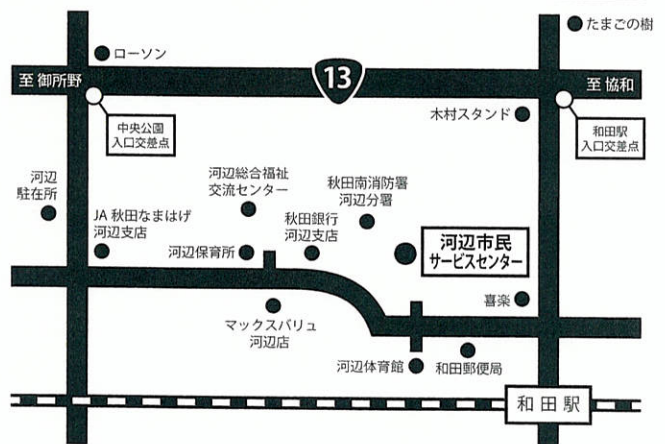 たまごの樹
ローソン
至 御所野
13
至 協和
中央公園
入口交差点
木村スタンド
和田駅
入口交差点
河辺
駐在所
河辺総合福祉
交流センター
秋田南消防署
河辺分署
JA 秋田なまはげ
河辺支店
秋田銀行
河辺支店
河辺保育所
河辺市民
サービスセンター
喜楽
マックスバリュ
河辺店
河辺体育館
和田郵便局
和田駅